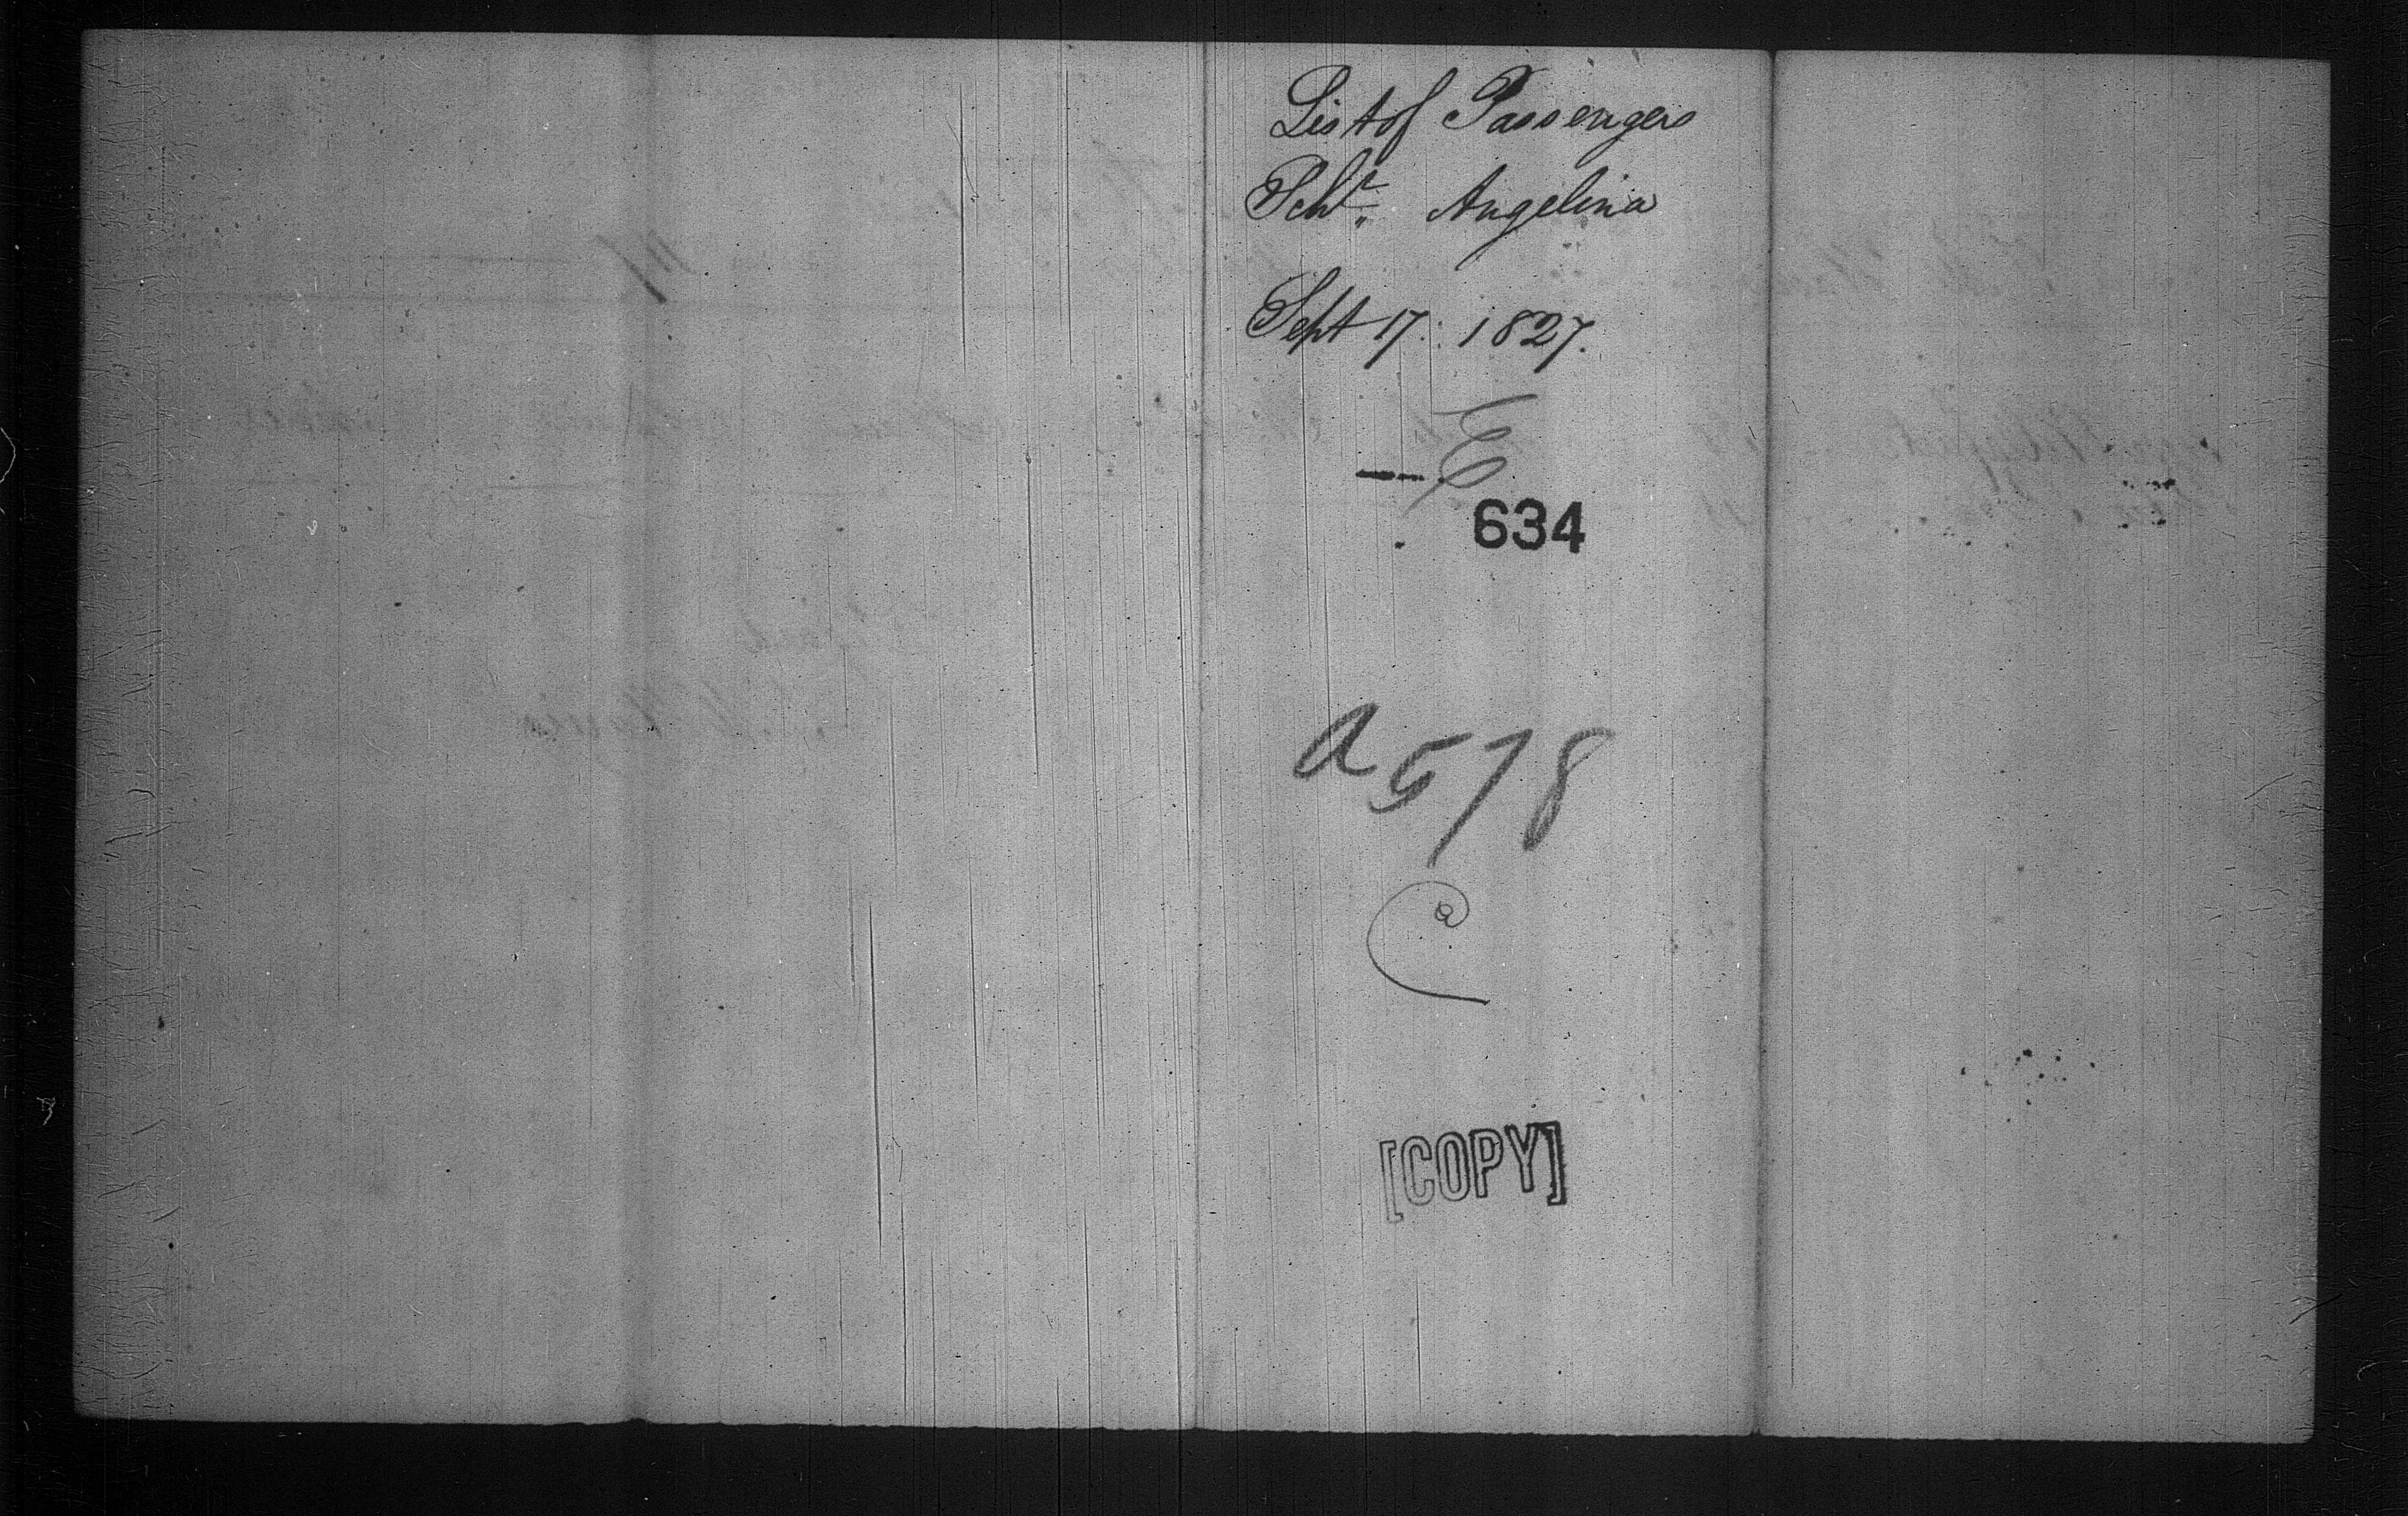 List of Passengers
Schr. Angelina
Sept 17: 1827.
E
634
a 578
[COPY]